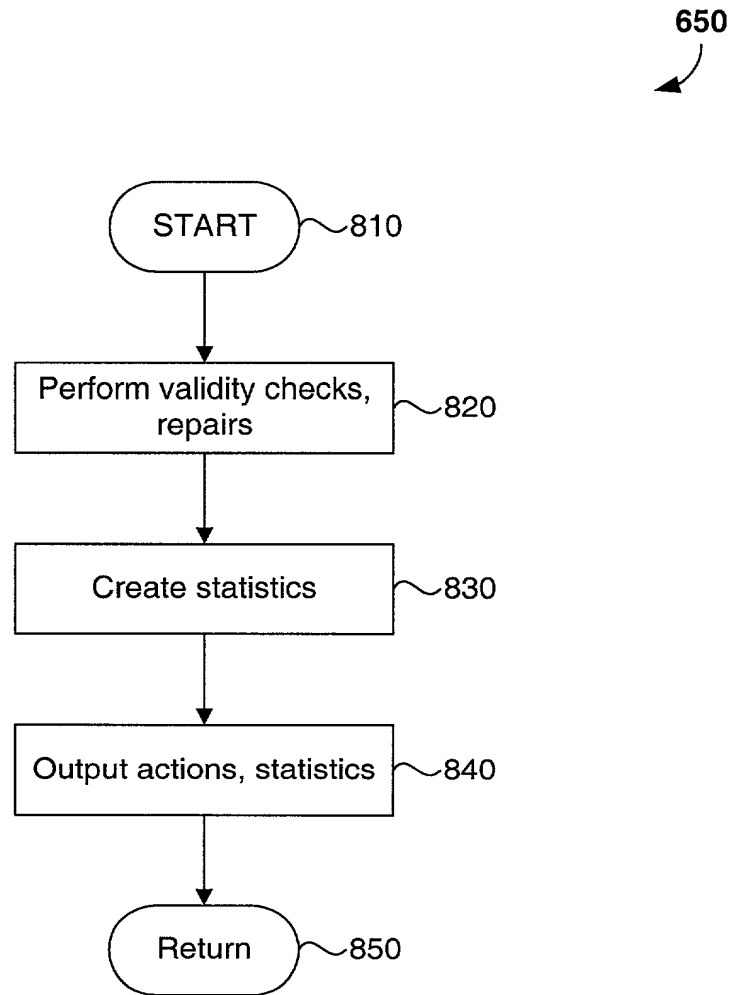 650
START
810
Perform validity checks,
repairs
820
Create statistics
830
Output actions, statistics
840
Return
850